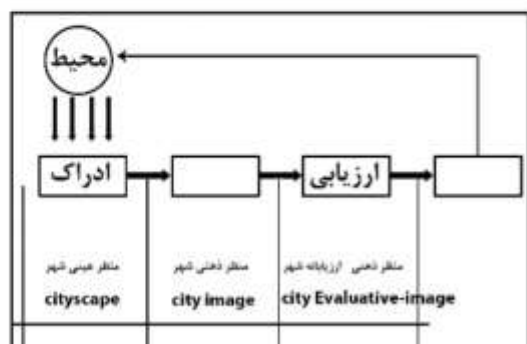 محیط
ادراک
ارزیابی
منظر عینی شهر
منظر ذهنی شهر
منظر ذهنی ارزیابانه شهر
cityscape
city image
city Evaluative-image